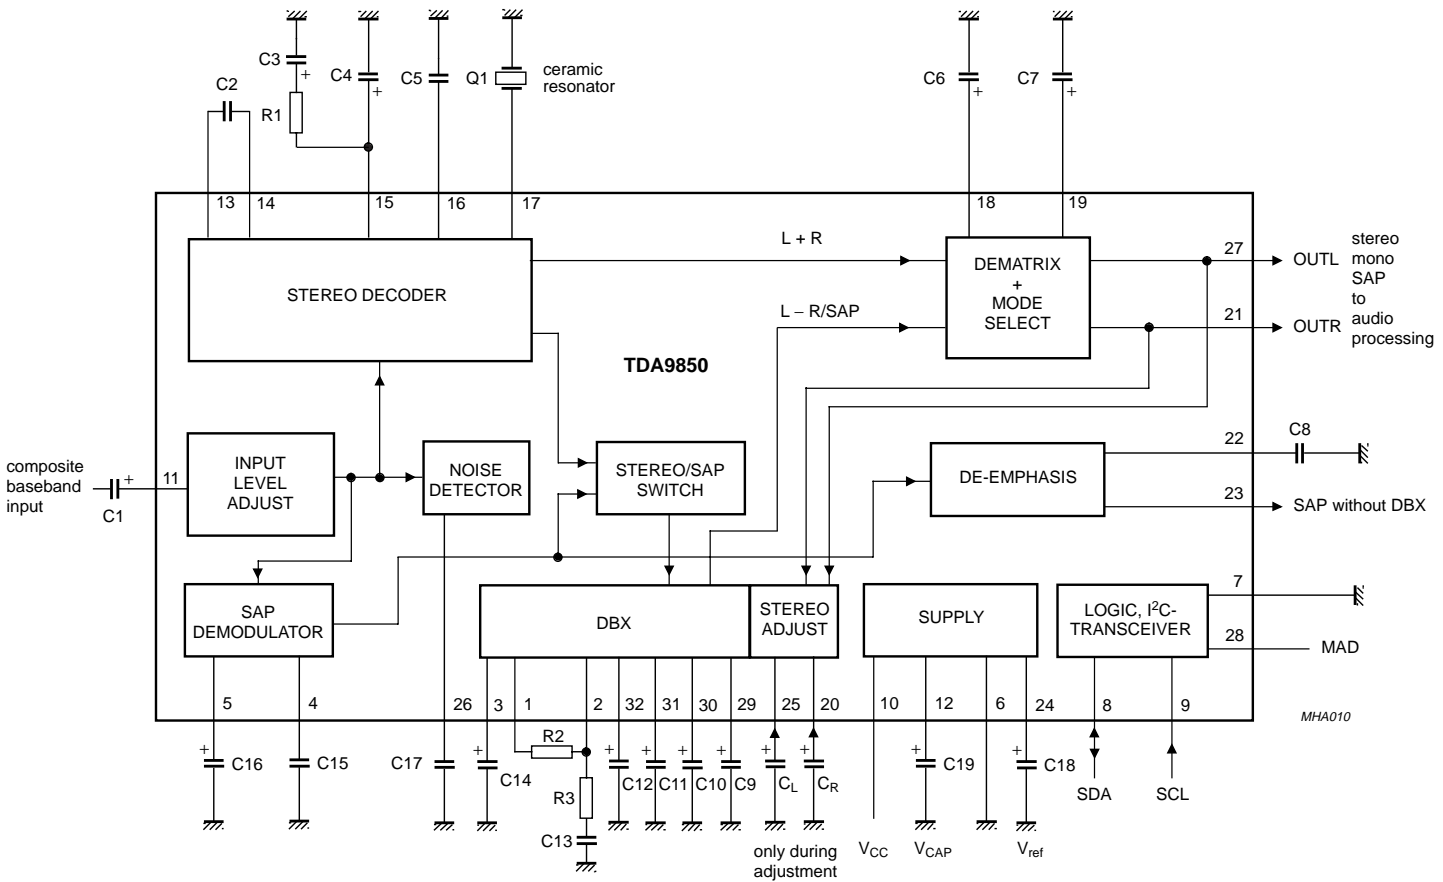 C3
+
C4
+
C5
Q1
ceramic
resonator
C6
+
C7
+
C2
R1
13
14
15
16
17
18
19
L + R
27
OUTL
stereo
mono
SAP
to
audio
processing
STEREO DECODER
DEMATRIX
+
MODE
SELECT
L − R/SAP
21
OUTR
TDA9850
composite
baseband
input
+
C1
11
INPUT
LEVEL
ADJUST
NOISE
DETECTOR
STEREO/SAP
SWITCH
DE-EMPHASIS
22
C8
23
SAP without DBX
SAP
DEMODULATOR
DBX
STEREO
ADJUST
SUPPLY
LOGIC, I²C-
TRANSCEIVER
7
28
MAD
5
4
26
3
1
2
32
31
30
29
25
20
10
12
6
24
8
9
MHA010
+
C16
C15
C17
+
C14
R2
R3
C13
+
C12
+
C11
+
C10
+
C9
+
CL
+
CR
+
C19
+
C18
SDA
SCL
only during
adjustment
VCC
VCAP
Vref